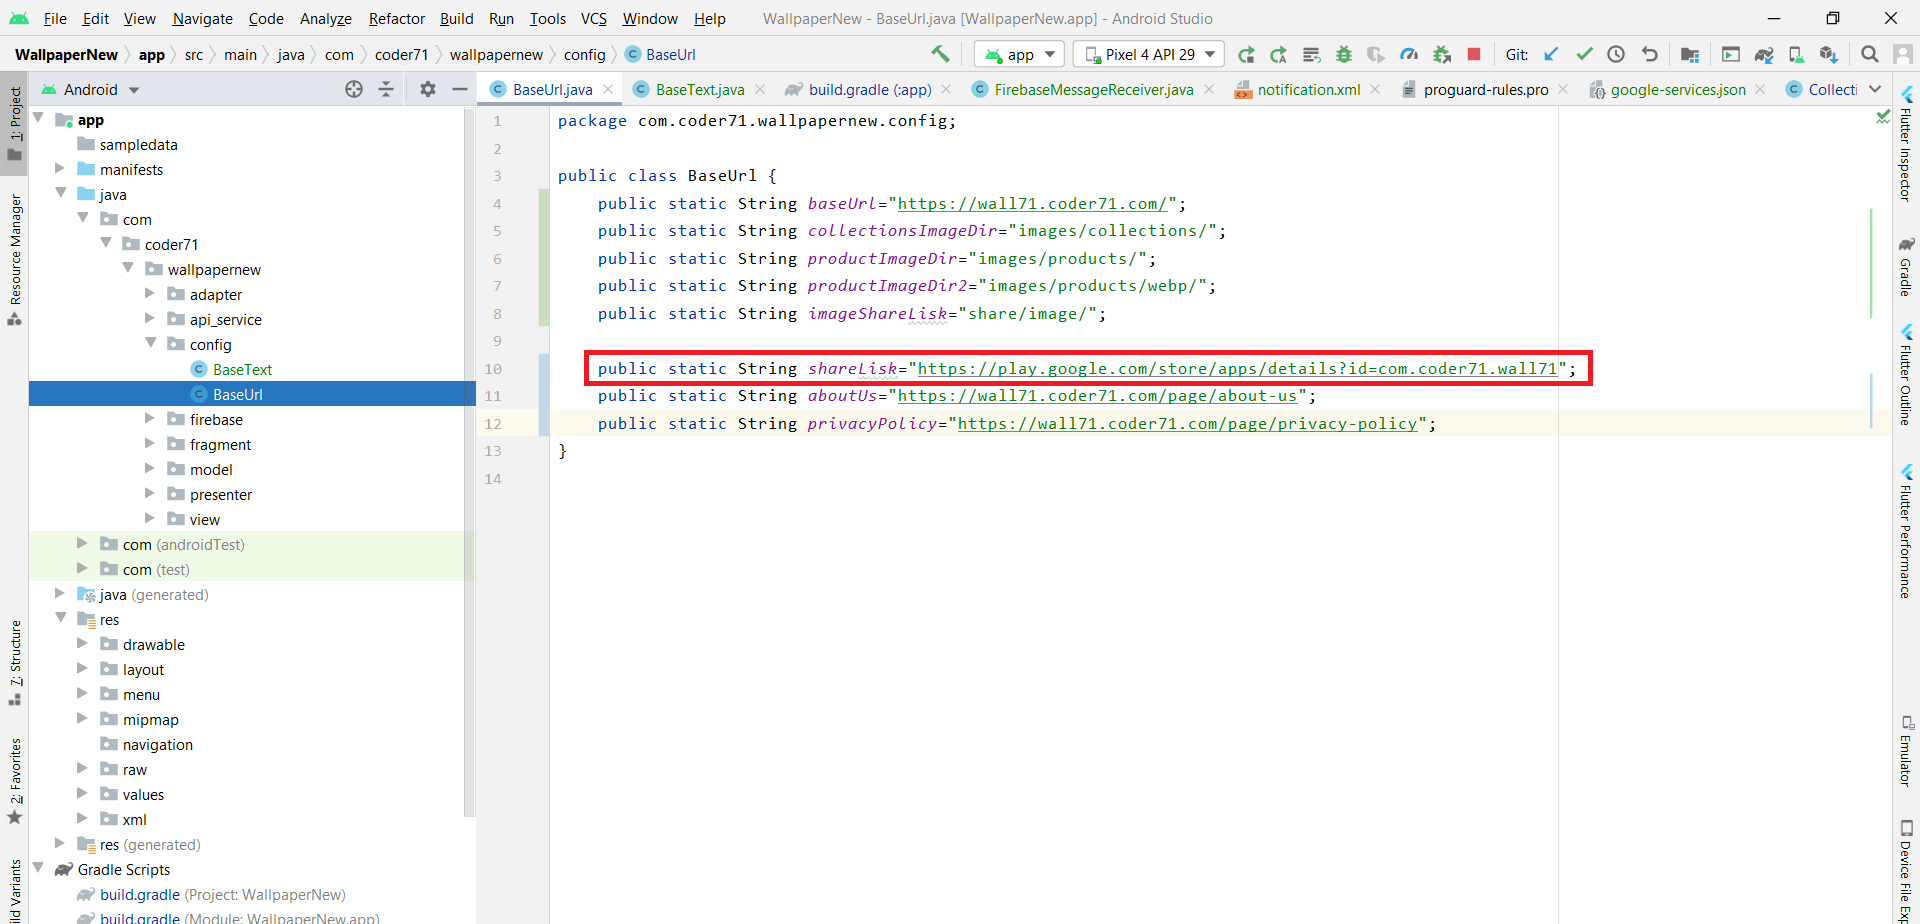 File Edit View Navigate Code Analyze Refactor Build Run Tools VCS Window Help WallpaperNew - BaseUrl.java [WallpaperNew.app] - Android Studio
WallpaperNew app src main java com coder71 wallpapernew config BaseUrl app Pixel 4 API 29 Git:
Android BaseUrl.java BaseText.java build.gradle (:app) FirebaseMessageReceiver.java notification.xml proguard-rules.pro google-services.json Collecti
1: Project
Resource Manager
7: Structure
2: Favorites
ild Variants
app
sampledata
manifests
java
com
coder71
wallpapernew
adapter
api_service
config
BaseText
BaseUrl
firebase
fragment
model
presenter
view
com (androidTest)
com (test)
java (generated)
res
drawable
layout
menu
mipmap
navigation
raw
values
xml
res (generated)
Gradle Scripts
build.gradle (Project: WallpaperNew)
build.gradle (Module: WallpaperNew.app)
1 package com.coder71.wallpapernew.config;
2
3 public class BaseUrl {
4 public static String baseUrl="https://wall71.coder71.com/";
5 public static String collectionsImageDir="images/collections/";
6 public static String productImageDir="images/products/";
7 public static String productImageDir2="images/products/webp/";
8 public static String imageShareLisk="share/image/";
9
10 public static String shareLisk="https://play.google.com/store/apps/details?id=com.coder71.wall71";
11 public static String aboutUs="https://wall71.coder71.com/page/about-us";
12 public static String privacyPolicy="https://wall71.coder71.com/page/privacy-policy";
13 }
14
Flutter Inspector
Gradle
Flutter Outline
Flutter Performance
Emulator
Device File Exp